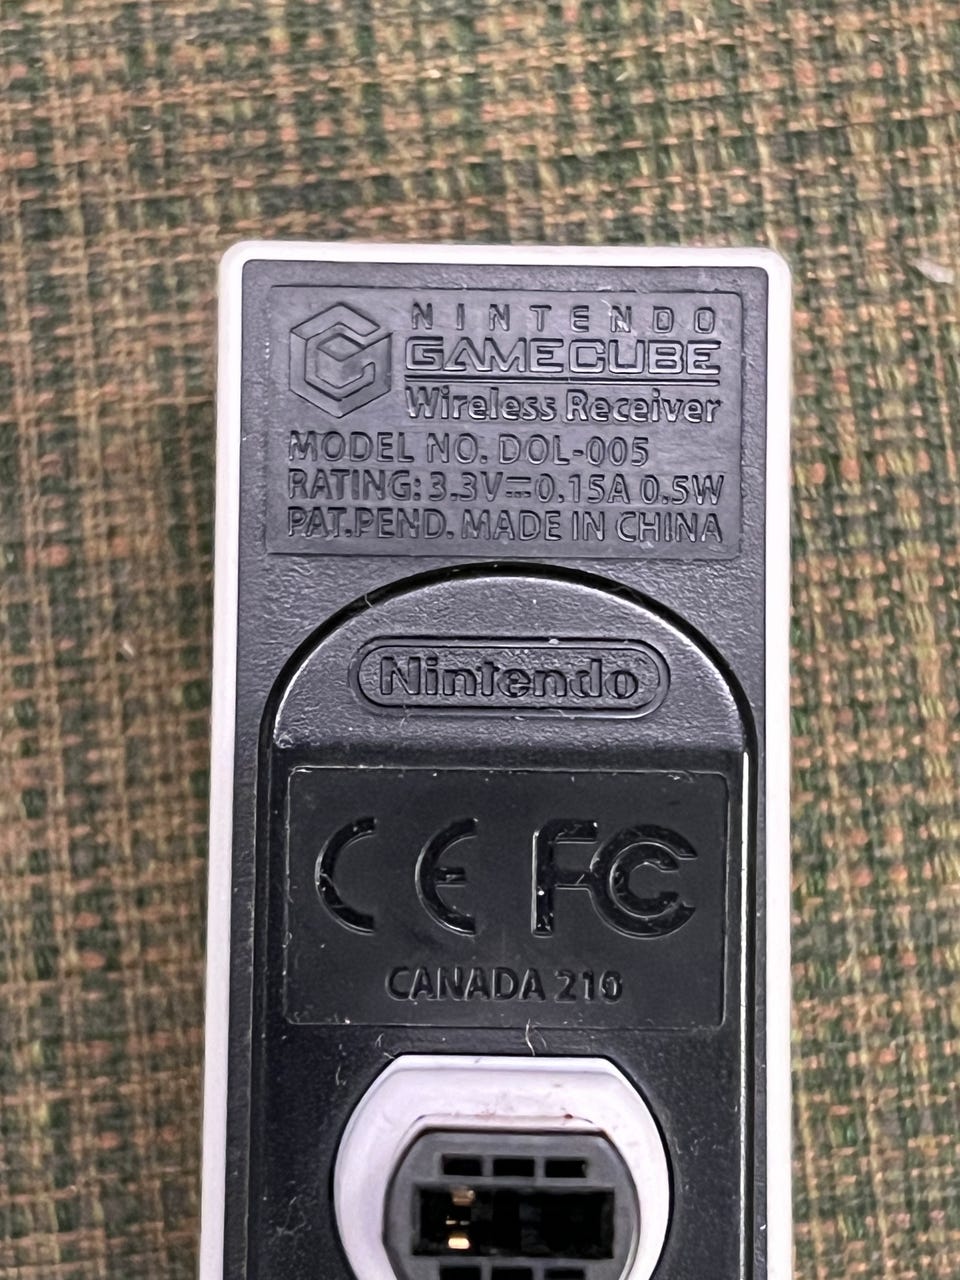 NINTENDO
GAMECUBE
Wireless Receiver
MODEL NO. DOL-005
RATING: 3.3V⎓0.15A 0.5W
PAT.PEND. MADE IN CHINA
Nintendo
CE FC
CANADA 210